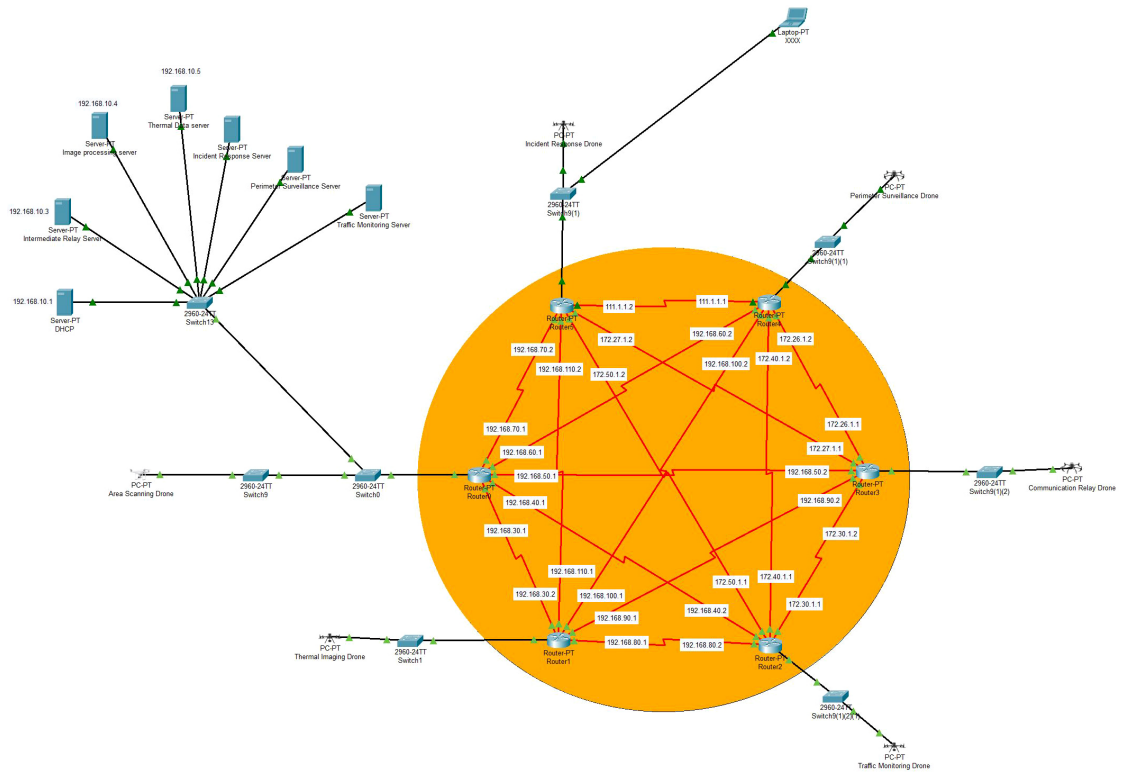 Laptop-PT
XXXX
192.168.10.5
Server-PT
Thermal Data server
192.168.10.4
Server-PT
Image processing server
Server-PT
Incident Response Server
Server-PT
Perimeter Surveillance Server
Server-PT
Traffic Monitoring Server
192.168.10.3
Server-PT
Intermediate Relay Server
192.168.10.1
Server-PT
DHCP
2960-24TT
Switch13
PC-PT
Incident Response Drone
2960-24TT
Switch9(1)
PC-PT
Perimeter Surveillance Drone
2960-24TT
Switch9(1)(1)
Router-PT
Router5
111.1.1.2
111.1.1.1
Router-PT
Router4
172.27.1.2
192.168.60.2
172.26.1.2
192.168.70.2
192.168.110.2
172.50.1.2
192.168.100.2
172.40.1.2
192.168.70.1
192.168.60.1
172.26.1.1
172.27.1.1
192.168.50.1
192.168.50.2
PC-PT
Area Scanning Drone
2960-24TT
Switch9
2960-24TT
Switch0
Router-PT
Router0
Router-PT
Router3
2960-24TT
Switch9(1)(2)
PC-PT
Communication Relay Drone
192.168.40.1
192.168.90.2
192.168.30.1
172.30.1.2
192.168.110.1
192.168.30.2
192.168.100.1
192.168.90.1
172.50.1.1
172.40.1.1
192.168.40.2
172.30.1.1
192.168.80.1
192.168.80.2
PC-PT
Thermal Imaging Drone
2960-24TT
Switch1
Router-PT
Router1
Router-PT
Router2
2960-24TT
Switch9(1)(2)(1)
PC-PT
Traffic Monitoring Drone